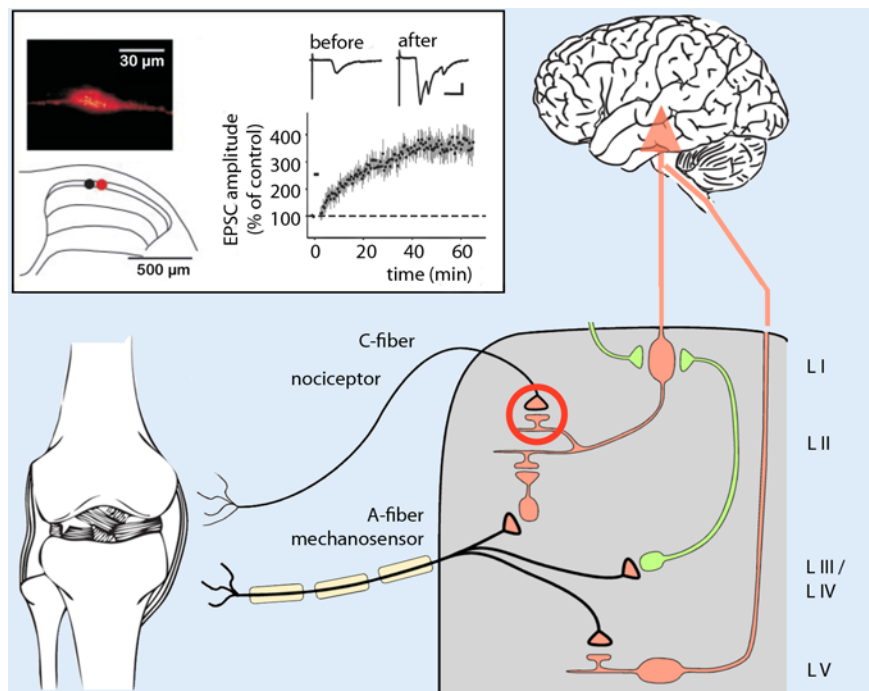 30 µm
500 µm
before
after
EPSC amplitude
(% of control)
400
300
200
100
0
20
40
60
time (min)
C-fiber
nociceptor
A-fiber
mechanosensor
L I
L II
L III /
L IV
L V